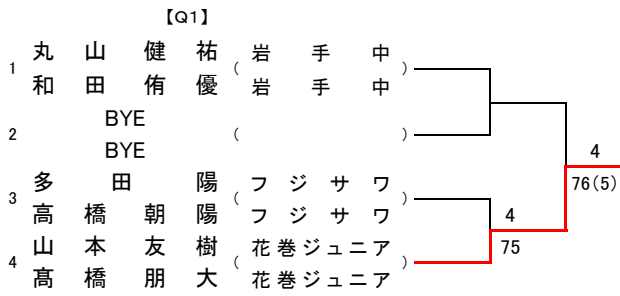 【Q1】
1 丸山健祐 ( 岩手中 )
和田侑優 岩手中
2 BYE ( )
BYE
3 多田陽 ( フジサワ )
高橋朝陽 フジサワ
4 山本友樹 ( 花巻ジュニア )
髙橋朋大 花巻ジュニア
4
75
4
76(5)